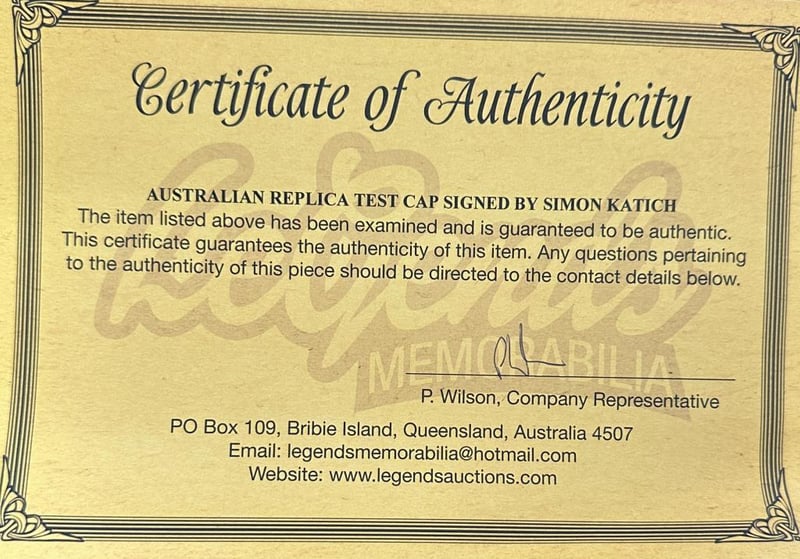 Certificate of Authenticity
AUSTRALIAN REPLICA TEST CAP SIGNED BY SIMON KATICH
The item listed above has been examined and is guaranteed to be authentic.
This certificate guarantees the authenticity of this item. Any questions pertaining
to the authenticity of this piece should be directed to the contact details below.
Legends
MEMORABILIA
P. Wilson, Company Representative
PO Box 109, Bribie Island, Queensland, Australia 4507
Email: legendsmemorabilia@hotmail.com
Website: www.legendsauctions.com